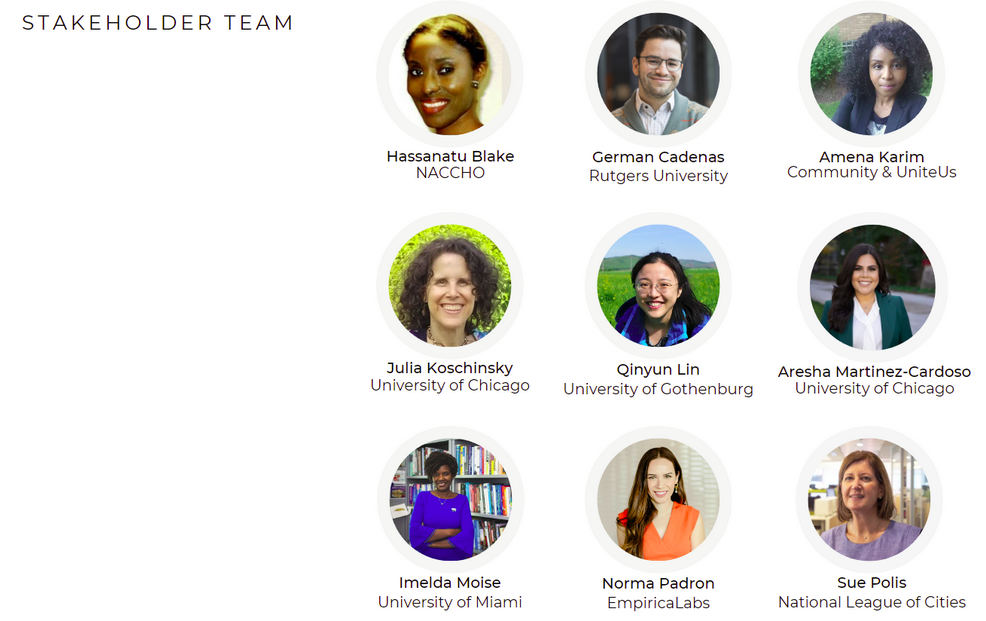 STAKEHOLDER TEAM
Hassanatu Blake
NACCHO
German Cadenas
Rutgers University
Amena Karim
Community & UniteUs
Julia Koschinsky
University of Chicago
Qinyun Lin
University of Gothenburg
Aresha Martinez-Cardoso
University of Chicago
Imelda Moise
University of Miami
Norma Padron
EmpiricaLabs
Sue Polis
National League of Cities